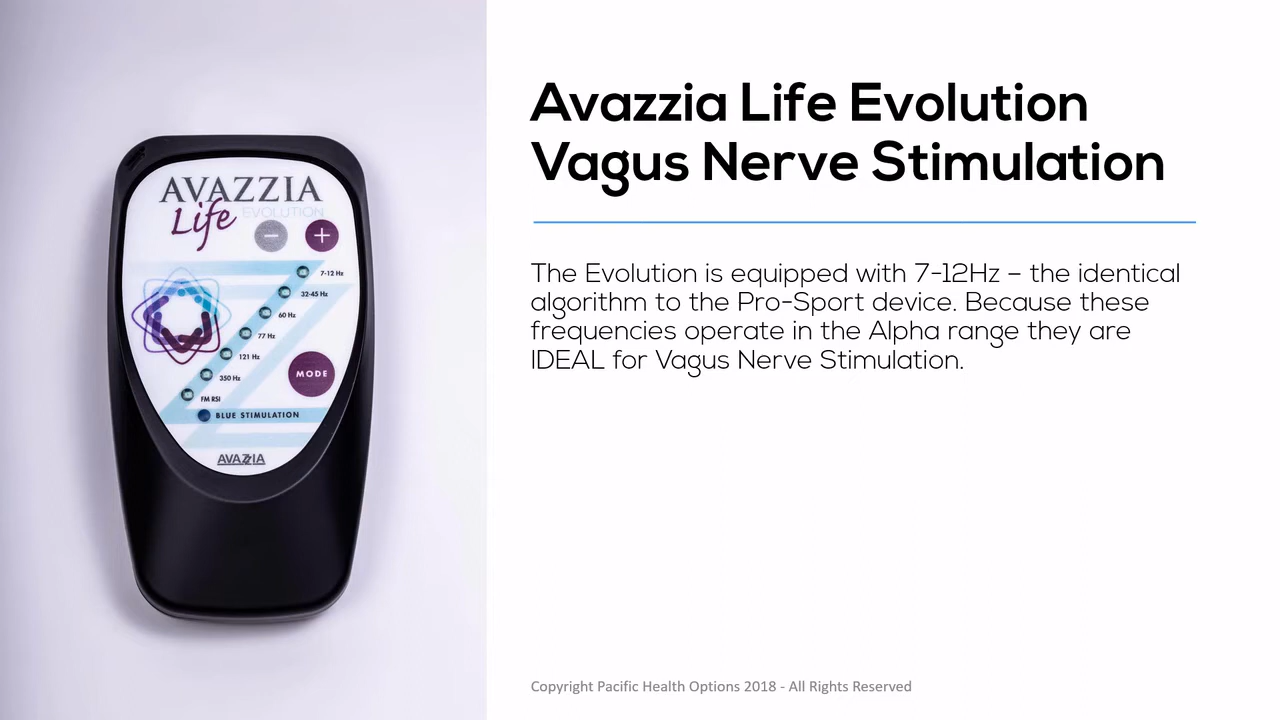 AVAZZIA
Life EVOLUTION
− +
7-12 Hz
32-45 Hz
60 Hz
77 Hz
121 Hz
350 Hz
MODE
FM RSI
BLUE STIMULATION
AVAZZIA
Avazzia Life Evolution
Vagus Nerve Stimulation
The Evolution is equipped with 7-12Hz – the identical
algorithm to the Pro-Sport device. Because these
frequencies operate in the Alpha range they are
IDEAL for Vagus Nerve Stimulation.
Copyright Pacific Health Options 2018 - All Rights Reserved